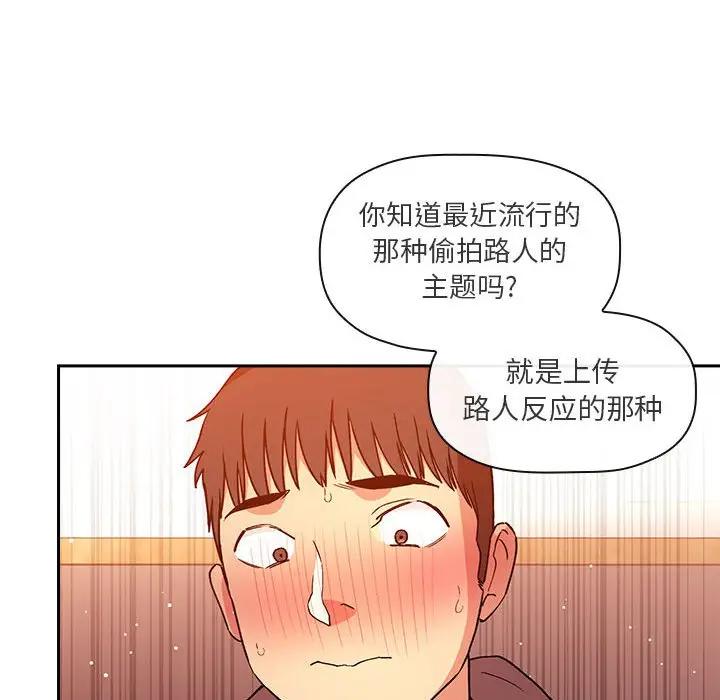 你知道最近流行的
那种偷拍路人的
主题吗?
就是上传
路人反应的那种